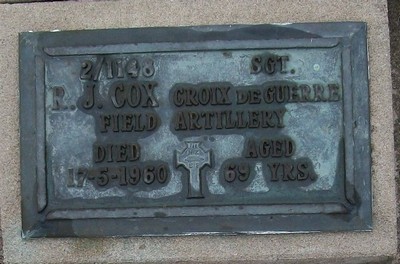 2/1148 SGT.
R. J. COX CROIX DE GUERRE
FIELD ARTILLERY
DIED AGED
17-5-1960 69 YRS.